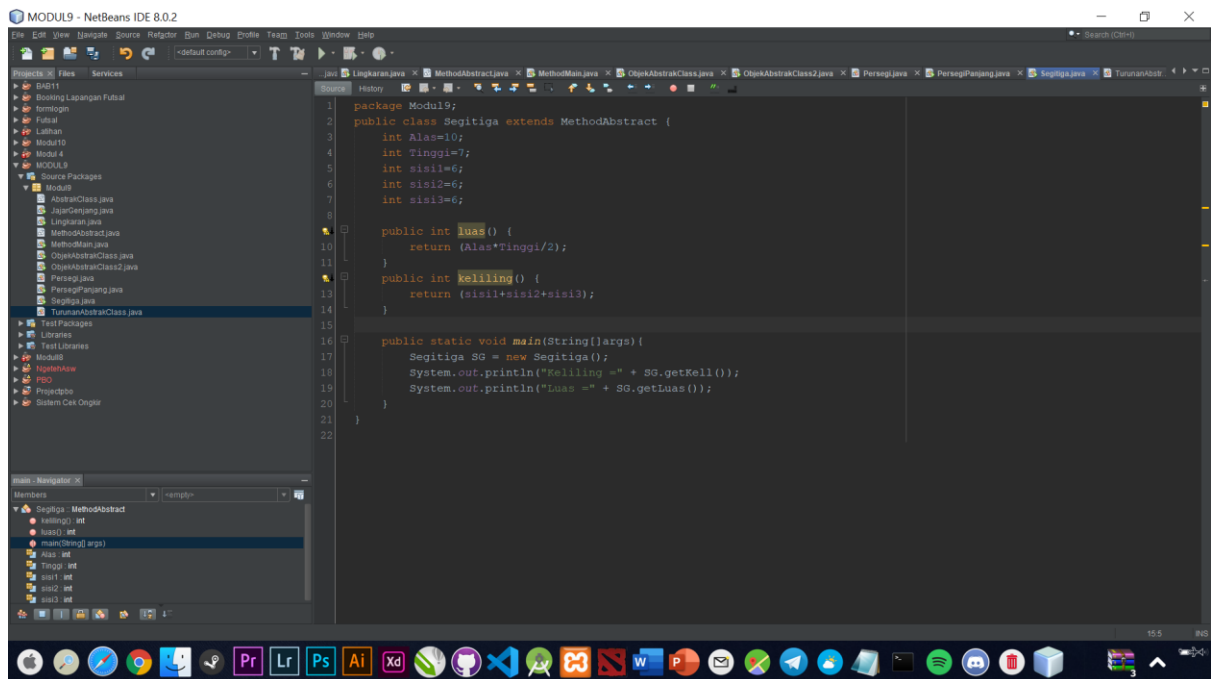 MODUL9 - NetBeans IDE 8.0.2
File Edit View Navigate Source Refactor Run Debug Profile Team Tools Window Help
Search (Ctrl+I)
<default config>
Projects Files Services
BAB11
Booking Lapangan Futsal
formlogin
Futsal
Latihan
Modul10
Modul 4
MODUL9
Source Packages
Modul9
AbstrakClass.java
JajarGenjang.java
Lingkaran.java
MethodAbstract.java
MethodMain.java
ObjekAbstrakClass.java
ObjekAbstrakClass2.java
Persegi.java
PersegiPanjang.java
Segitiga.java
TurunanAbstrakClass.java
Test Packages
Libraries
Test Libraries
Modul8
NgetehAsw
PBO
Projectpbo
Sistem Cek Ongkir
...java Lingkaran.java MethodAbstract.java MethodMain.java ObjekAbstrakClass.java ObjekAbstrakClass2.java Persegi.java PersegiPanjang.java Segitiga.java TurunanAbstr...
Source History
1 package Modul9;
2 public class Segitiga extends MethodAbstract {
3 int Alas=10;
4 int Tinggi=7;
5 int sisi1=6;
6 int sisi2=6;
7 int sisi3=6;
8
public int luas() {
10 return (Alas*Tinggi/2);
11 }
public int keliling() {
13 return (sisi1+sisi2+sisi3);
14 }
15
16 public static void main(String[]args){
17 Segitiga SG = new Segitiga();
18 System.out.println("Keliling =" + SG.getKell());
19 System.out.println("Luas =" + SG.getLuas());
20 }
21 }
22
main - Navigator
Members <empty>
Segitiga :: MethodAbstract
keliling() : int
luas() : int
main(String[] args)
Alas : int
Tinggi : int
sisi1 : int
sisi2 : int
sisi3 : int
15:5 INS
Pr Lr Ps Ai Xd
3